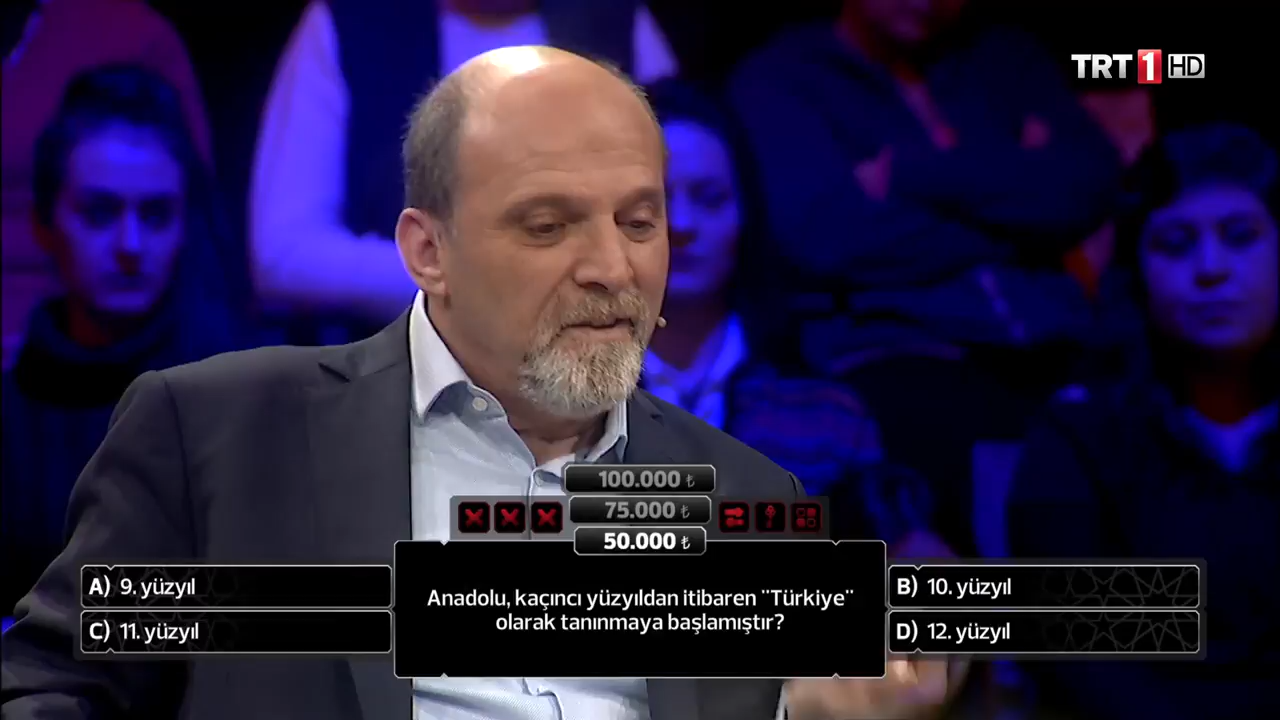 TRT 1 HD
100.000 ₺
75.000 ₺
50.000 ₺
A) 9. yüzyıl
Anadolu, kaçıncı yüzyıldan itibaren "Türkiye"
olarak tanınmaya başlamıştır?
B) 10. yüzyıl
C) 11. yüzyıl
D) 12. yüzyıl